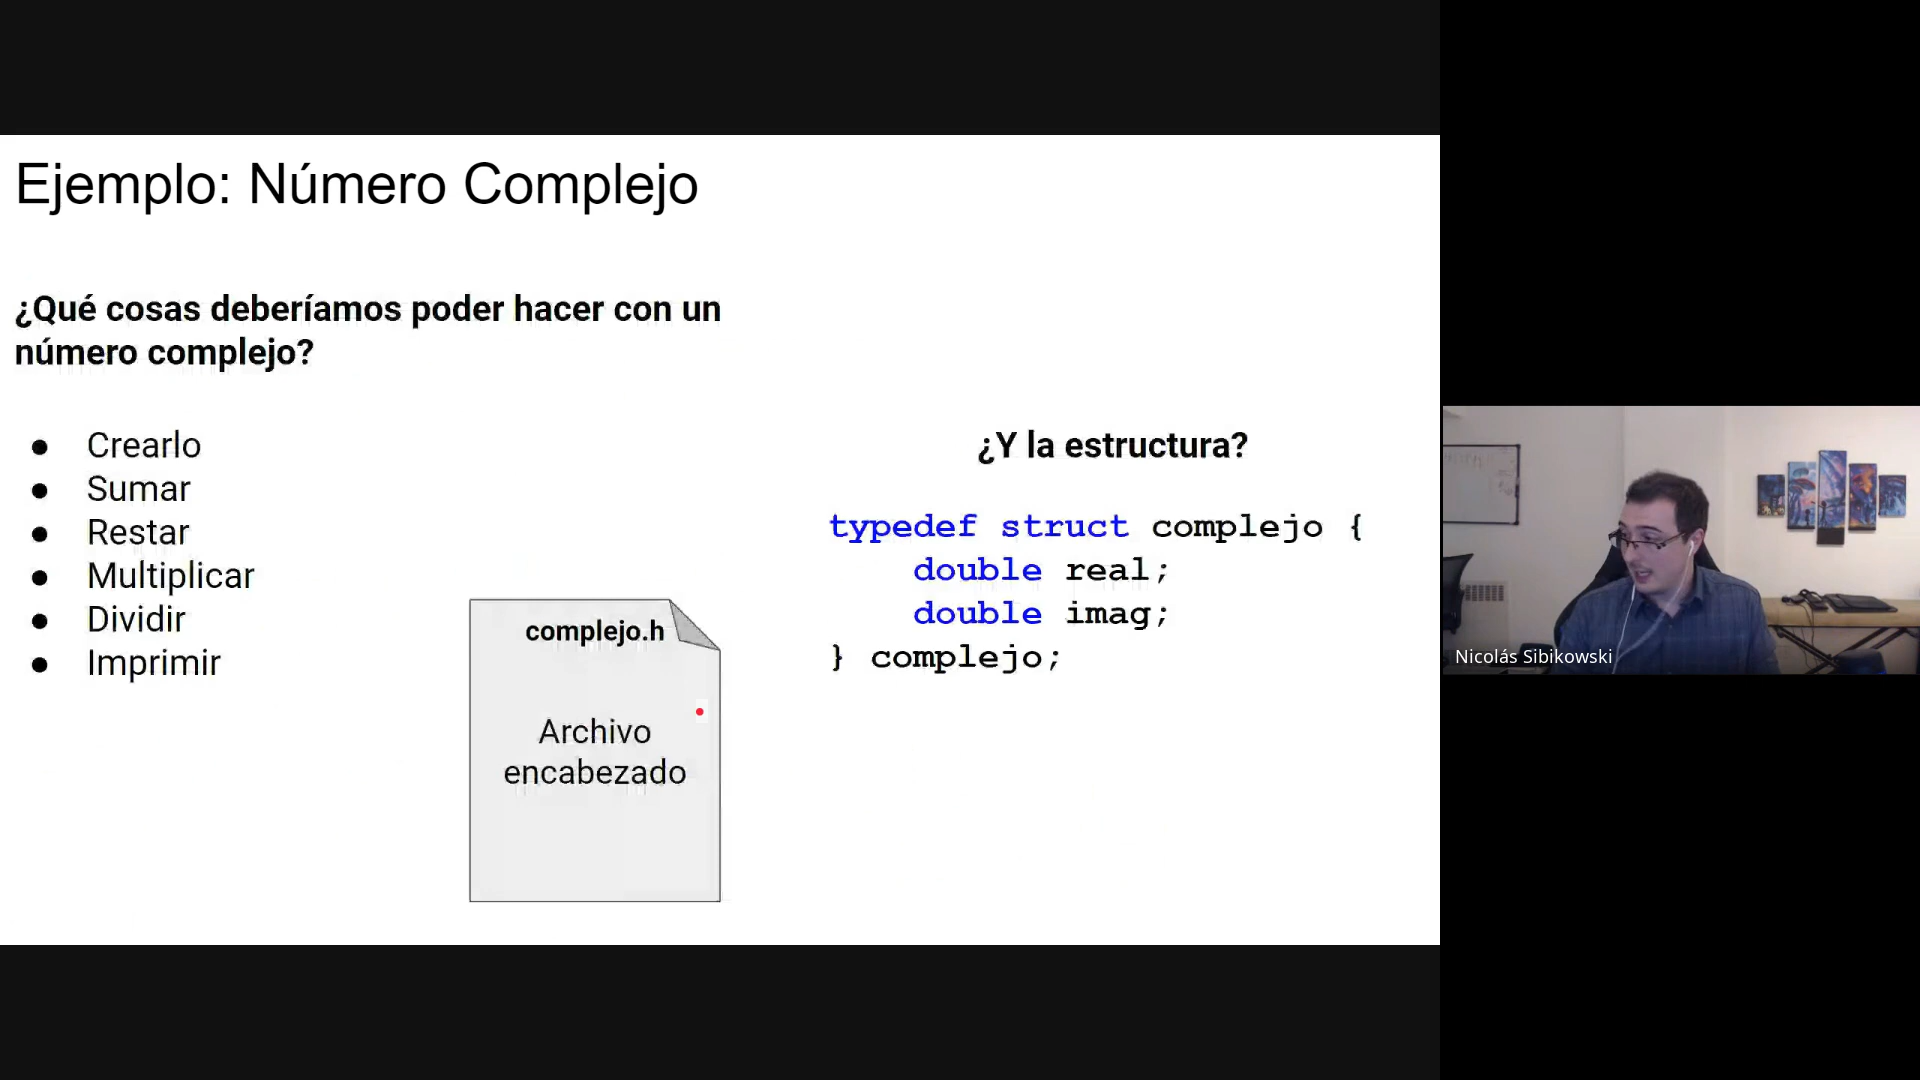 Ejemplo: Número Complejo
¿Qué cosas deberíamos poder hacer con un
número complejo?
● Crearlo
● Sumar
● Restar
● Multiplicar
● Dividir
● Imprimir
complejo.h
Archivo
encabezado
¿Y la estructura?
typedef struct complejo {
    double real;
    double imag;
} complejo;
Nicolás Sibikowski